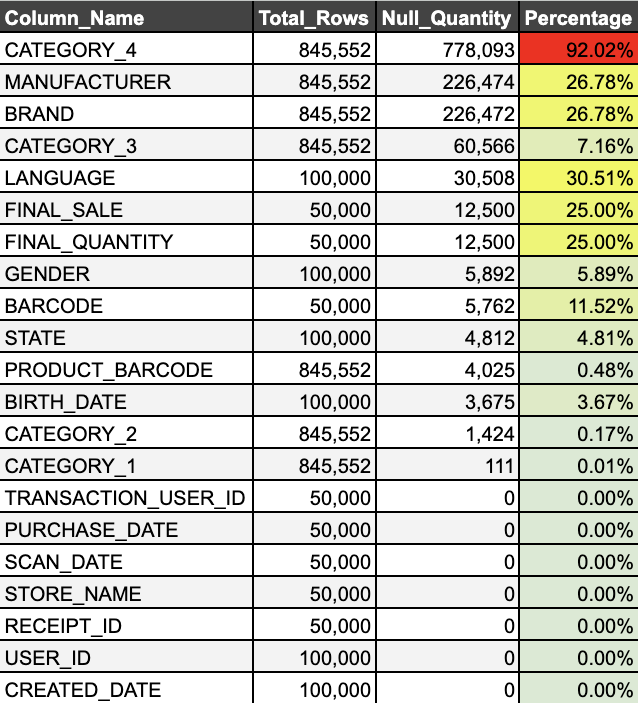 Column_Name Total_Rows Null_Quantity Percentage
CATEGORY_4 845,552 778,093 92.02%
MANUFACTURER 845,552 226,474 26.78%
BRAND 845,552 226,472 26.78%
CATEGORY_3 845,552 60,566 7.16%
LANGUAGE 100,000 30,508 30.51%
FINAL_SALE 50,000 12,500 25.00%
FINAL_QUANTITY 50,000 12,500 25.00%
GENDER 100,000 5,892 5.89%
BARCODE 50,000 5,762 11.52%
STATE 100,000 4,812 4.81%
PRODUCT_BARCODE 845,552 4,025 0.48%
BIRTH_DATE 100,000 3,675 3.67%
CATEGORY_2 845,552 1,424 0.17%
CATEGORY_1 845,552 111 0.01%
TRANSACTION_USER_ID 50,000 0 0.00%
PURCHASE_DATE 50,000 0 0.00%
SCAN_DATE 50,000 0 0.00%
STORE_NAME 50,000 0 0.00%
RECEIPT_ID 50,000 0 0.00%
USER_ID 100,000 0 0.00%
CREATED_DATE 100,000 0 0.00%